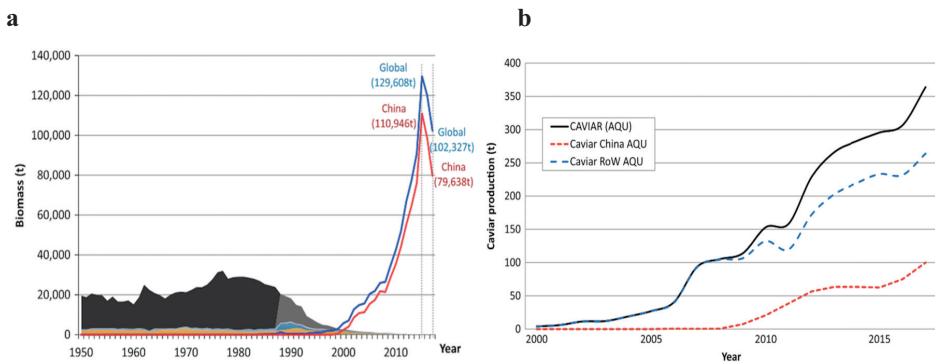 a
140,000
120,000
100,000
80,000
60,000
40,000
20,000
0
Biomass (t)
Global
(129,608t)
China
(110,946t)
Global
(102,327t)
China
(79,638t)
1950 1960 1970 1980 1990 2000 2010 Year
b
400
350
300
250
200
150
100
50
0
Caviar production (t)
CAVIAR (AQU)
Caviar China AQU
Caviar RoW AQU
2000 2005 2010 2015
Year